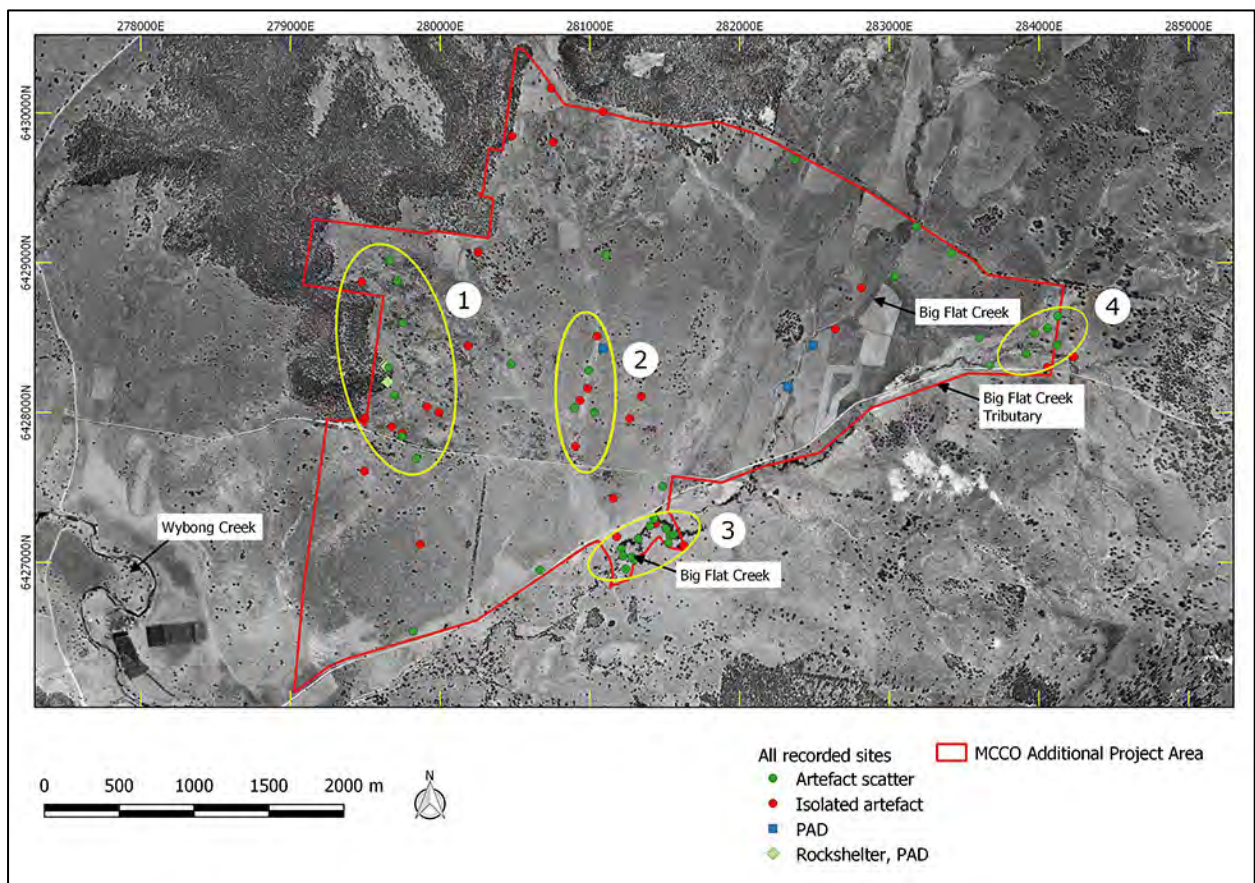 278000E 279000E 280000E 281000E 282000E 283000E 284000E 285000E
6430000N
6429000N
6428000N
6427000N
1
2
3
4
Big Flat Creek
Big Flat Creek
Tributary
Wybong Creek
Big Flat Creek
0 500 1000 1500 2000 m
N
All recorded sites
Artefact scatter
Isolated artefact
PAD
Rockshelter, PAD
MCCO Additional Project Area